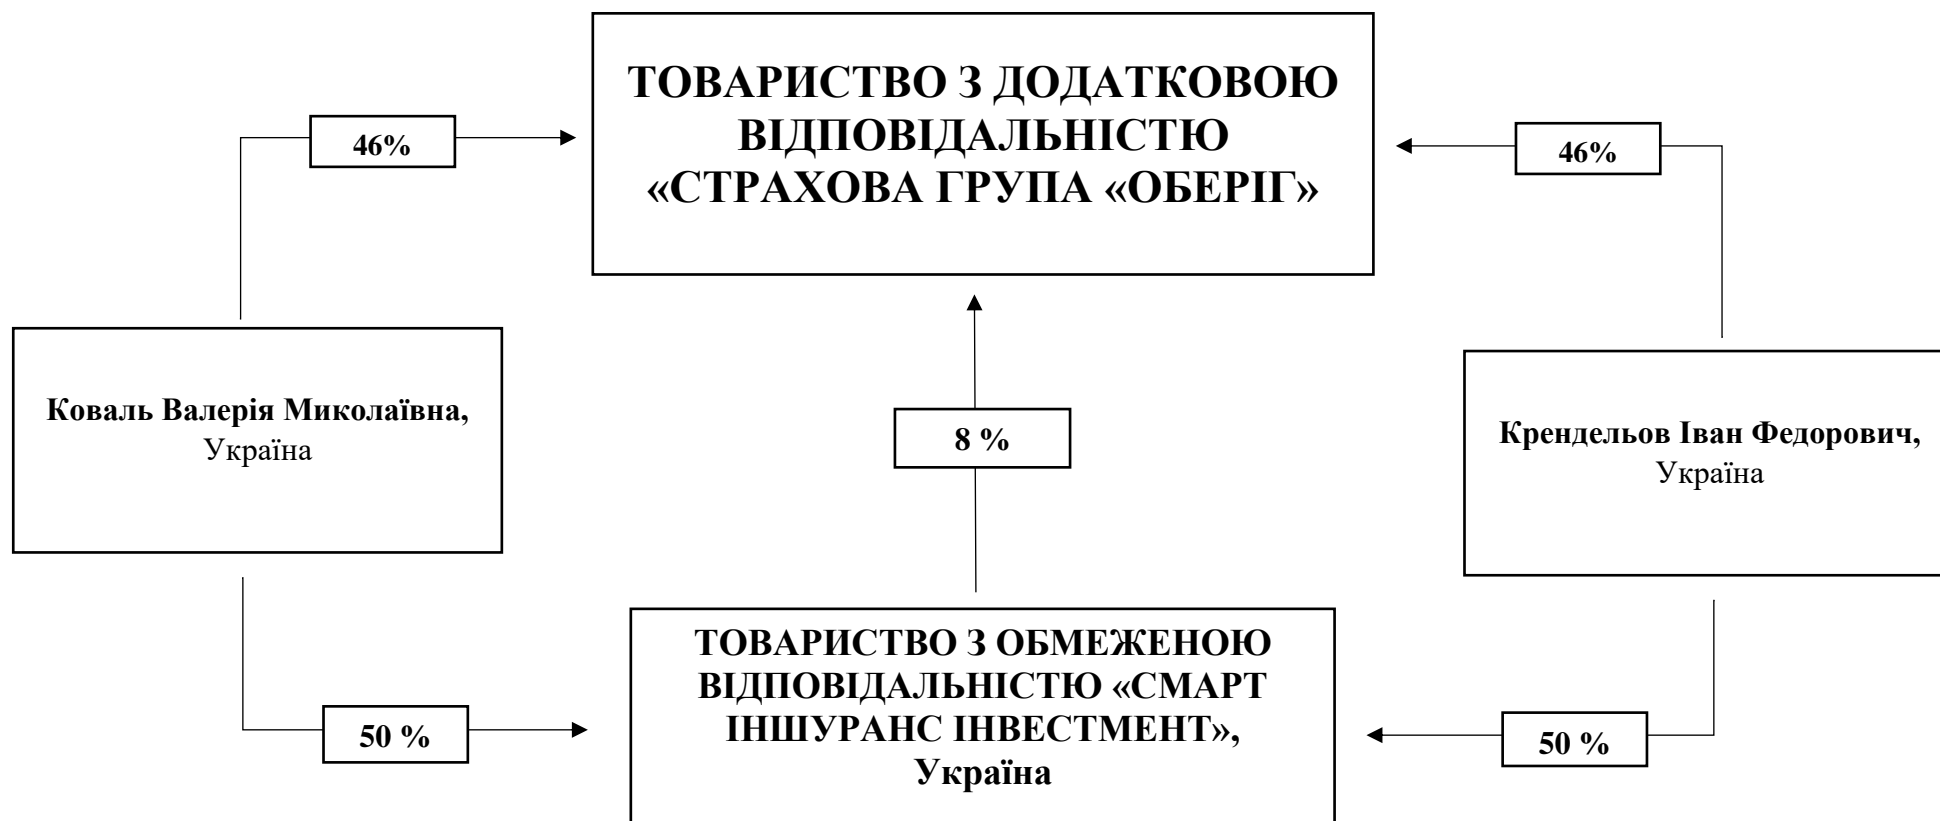 ТОВАРИСТВО З ДОДАТКОВОЮ
ВІДПОВІДАЛЬНІСТЮ
«СТРАХОВА ГРУПА «ОБЕРІГ»
46%
46%
Коваль Валерія Миколаївна,
Україна
8 %
Крендельов Іван Федорович,
Україна
ТОВАРИСТВО З ОБМЕЖЕНОЮ
ВІДПОВІДАЛЬНІСТЮ «СМАРТ
ІНШУРАНС ІНВЕСТМЕНТ»,
Україна
50 %
50 %